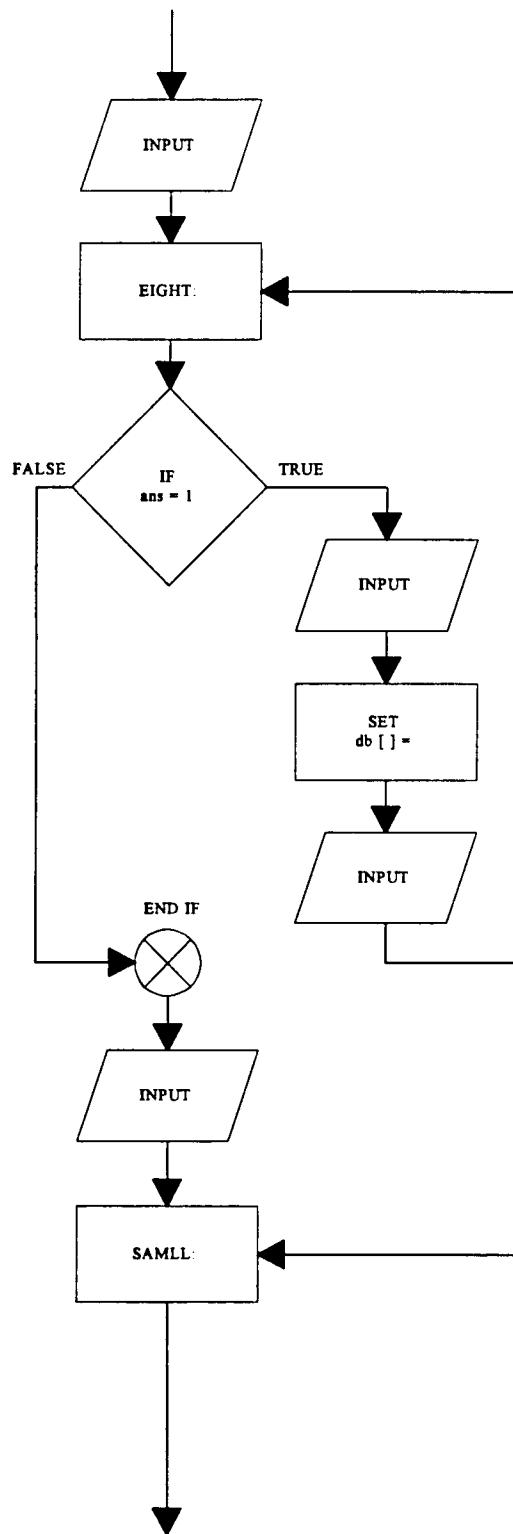 INPUT
EIGHT:
FALSE
IF
ans = 1
TRUE
INPUT
SET
db [ ] =
INPUT
END IF
INPUT
SAMLL: